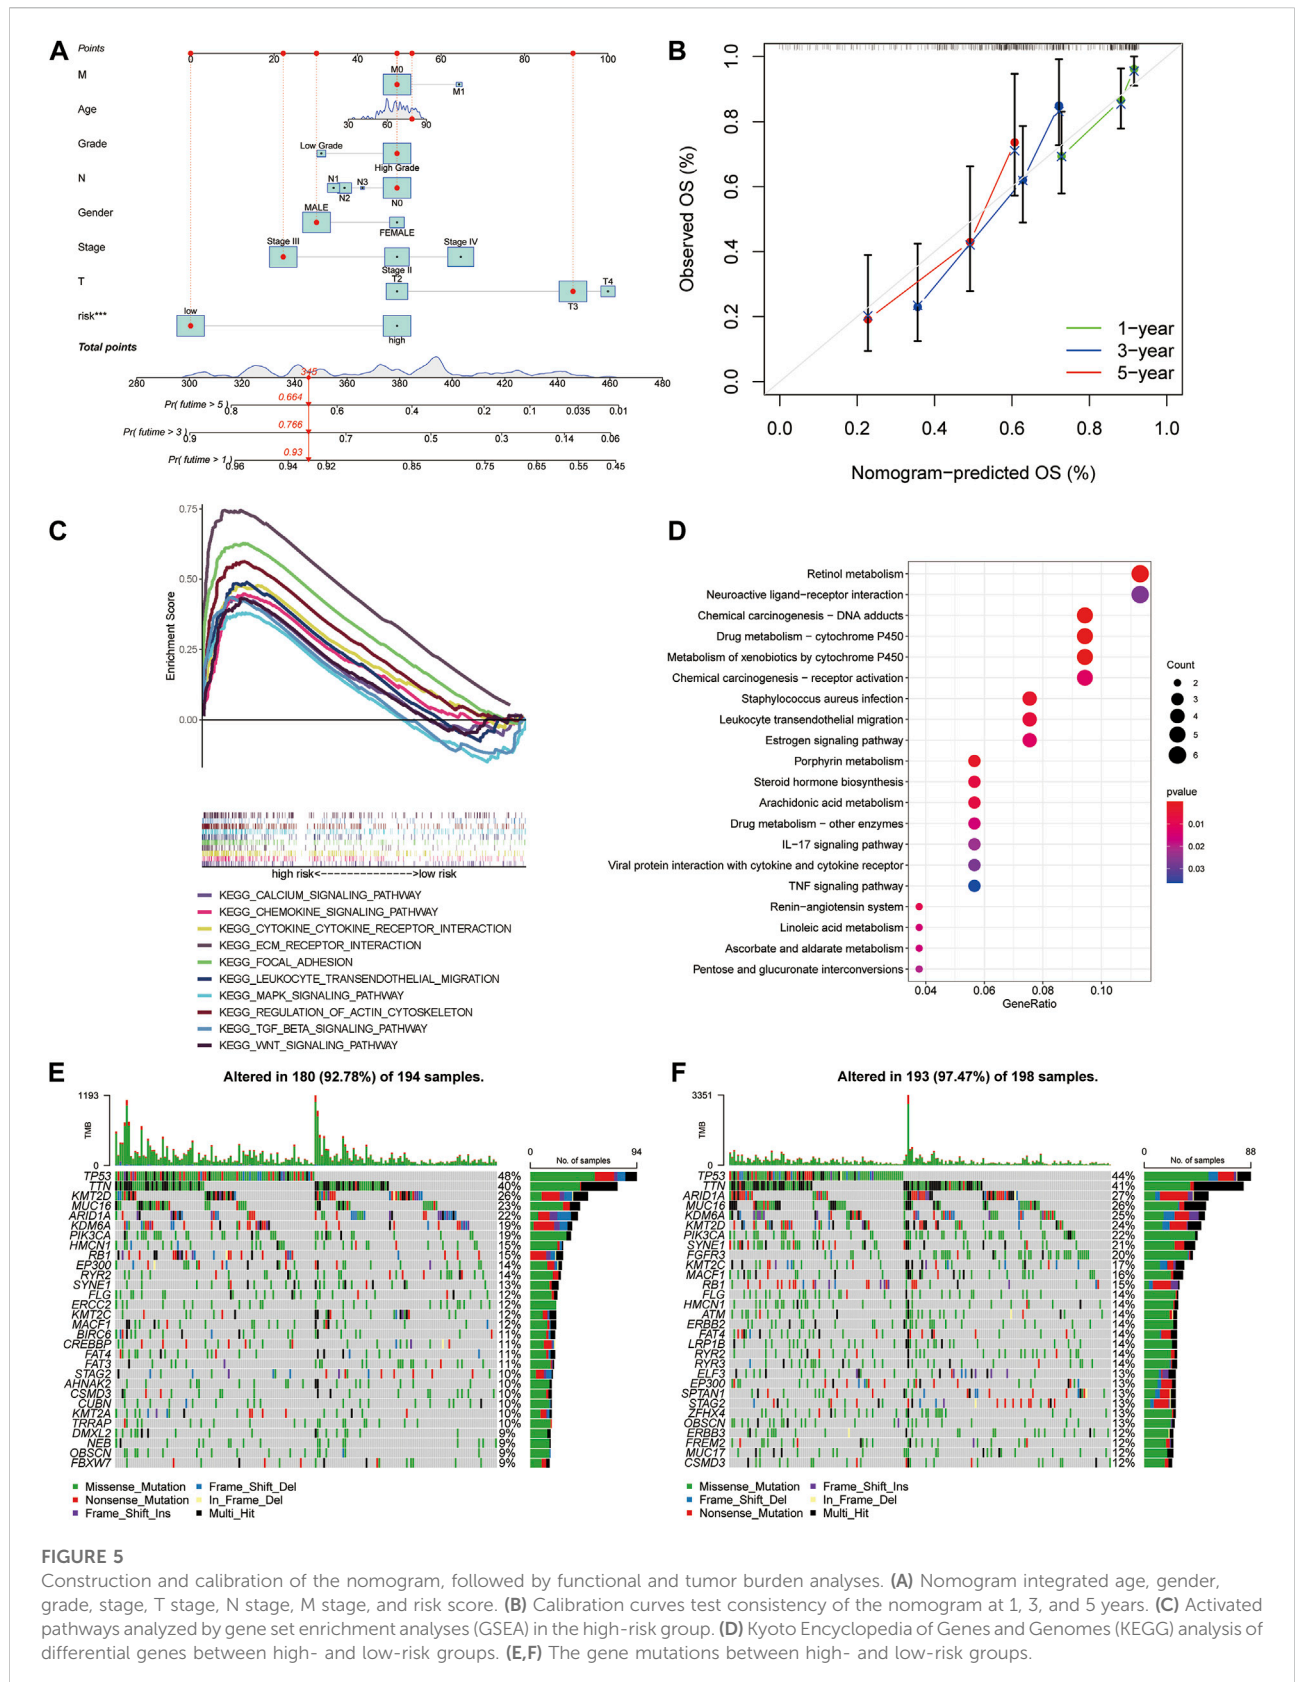 A
Points
0 20 40 60 80 100
M
M0
M1
Age
30 60 90
Grade
Low Grade
High Grade
N
N1
N2
N3
N0
Gender
MALE
FEMALE
Stage
Stage III
Stage II
Stage IV
T
T2
T3
T4
risk***
low
high
Total points
345
280 300 320 340 360 380 400 420 440 460 480
0.664
Pr( futime > 5 )
0.8 0.6 0.4 0.2 0.1 0.035 0.01
0.766
Pr( futime > 3 )
0.9 0.7 0.5 0.3 0.14 0.06
0.93
Pr( futime > 1 )
0.96 0.94 0.92 0.85 0.75 0.65 0.55 0.45
B
Observed OS (%)
1.0
0.8
0.6
0.4
0.2
0.0
1−year
3−year
5−year
0.0 0.2 0.4 0.6 0.8 1.0
Nomogram−predicted OS (%)
C
Enrichment Score
0.75
0.50
0.25
0.00
high risk<------------->low risk
KEGG_CALCIUM_SIGNALING_PATHWAY
KEGG_CHEMOKINE_SIGNALING_PATHWAY
KEGG_CYTOKINE_CYTOKINE_RECEPTOR_INTERACTION
KEGG_ECM_RECEPTOR_INTERACTION
KEGG_FOCAL_ADHESION
KEGG_LEUKOCYTE_TRANSENDOTHELIAL_MIGRATION
KEGG_MAPK_SIGNALING_PATHWAY
KEGG_REGULATION_OF_ACTIN_CYTOSKELETON
KEGG_TGF_BETA_SIGNALING_PATHWAY
KEGG_WNT_SIGNALING_PATHWAY
D
Retinol metabolism
Neuroactive ligand−receptor interaction
Chemical carcinogenesis − DNA adducts
Drug metabolism − cytochrome P450
Metabolism of xenobiotics by cytochrome P450
Chemical carcinogenesis − receptor activation
Staphylococcus aureus infection
Leukocyte transendothelial migration
Estrogen signaling pathway
Porphyrin metabolism
Steroid hormone biosynthesis
Arachidonic acid metabolism
Drug metabolism − other enzymes
IL−17 signaling pathway
Viral protein interaction with cytokine and cytokine receptor
TNF signaling pathway
Renin−angiotensin system
Linoleic acid metabolism
Ascorbate and aldarate metabolism
Pentose and glucuronate interconversions
0.04 0.06 0.08 0.10
GeneRatio
Count
2
3
4
5
6
pvalue
0.01
0.02
0.03
E
Altered in 180 (92.78%) of 194 samples.
1193
TMB
0
0 94
No. of samples
TP53 48%
TTN 40%
KMT2D 26%
MUC16 23%
ARID1A 22%
KDM6A 19%
PIK3CA 19%
HMCN1 15%
RB1 15%
EP300 14%
RYR2 14%
SYNE1 13%
FLG 12%
ERCC2 12%
KMT2C 12%
MACF1 12%
BIRC6 11%
CREBBP 11%
FAT4 11%
FAT3 11%
STAG2 10%
AHNAK2 10%
CSMD3 10%
CUBN 10%
KMT2A 10%
TRRAP 10%
DMXL2 9%
NEB 9%
OBSCN 9%
FBXW7 9%
Missense_Mutation Frame_Shift_Del
Nonsense_Mutation In_Frame_Del
Frame_Shift_Ins Multi_Hit
F
Altered in 193 (97.47%) of 198 samples.
3351
TMB
0
0 88
No. of samples
TP53 44%
TTN 41%
ARID1A 27%
MUC16 26%
KDM6A 25%
KMT2D 24%
PIK3CA 22%
SYNE1 21%
FGFR3 20%
KMT2C 17%
MACF1 16%
RB1 15%
FLG 14%
HMCN1 14%
ATM 14%
ERBB2 14%
FAT4 14%
LRP1B 14%
RYR2 14%
RYR3 14%
ELF3 13%
EP300 13%
SPTAN1 13%
STAG2 13%
ZFHX4 13%
OBSCN 13%
ERBB3 12%
FREM2 12%
MUC17 12%
CSMD3 12%
Missense_Mutation Frame_Shift_Ins
Frame_Shift_Del In_Frame_Del
Nonsense_Mutation Multi_Hit
FIGURE 5
Construction and calibration of the nomogram, followed by functional and tumor burden analyses. (A) Nomogram integrated age, gender,
grade, stage, T stage, N stage, M stage, and risk score. (B) Calibration curves test consistency of the nomogram at 1, 3, and 5 years. (C) Activated
pathways analyzed by gene set enrichment analyses (GSEA) in the high-risk group. (D) Kyoto Encyclopedia of Genes and Genomes (KEGG) analysis of
differential genes between high- and low-risk groups. (E,F) The gene mutations between high- and low-risk groups.